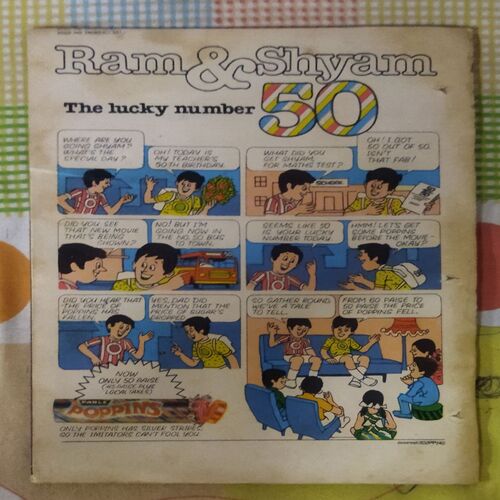 Ram & Shyam
The lucky number 50
WHERE ARE YOU
GOING SHYAM?
WHAT'S THE
SPECIAL DAY?
OH! TODAY IS
MY TEACHER'S
50TH BIRTHDAY.
WHAT DID YOU
GET SHYAM,
FOR MATHS TEST?
OH! I GOT
50 OUT OF 50.
ISN'T
THAT FAB!
SCHOOL
DID YOU SEE
THAT NEW MOVIE
THAT'S BEING
SHOWN?
NO! BUT I'M
GOING NOW IN
THE NO. 50 BUS
TO TOWN.
SEEMS LIKE 50
IS YOUR LUCKY
NUMBER TODAY.
HMM! LET'S GET
SOME POPPINS
BEFORE THE MOVIE-
OKAY?
DID YOU HEAR THAT
THE PRICE OF
POPPINS HAS
FALLEN.
YES, DAD DID
MENTION THAT THE
PRICE OF SUGAR'S
DROPPED.
SO GATHER ROUND,
WE'VE A TALE
TO TELL.
FROM 60 PAISE TO
50 PAISE THE PRICE
OF POPPINS FELL.
NOW
ONLY 50 PAISE
LOCAL TAXES)
PARLE
POPPINS
ONLY POPPINS HAS SILVER STRIPES,
SO THE IMITATORS CAN'T FOOL YOU.